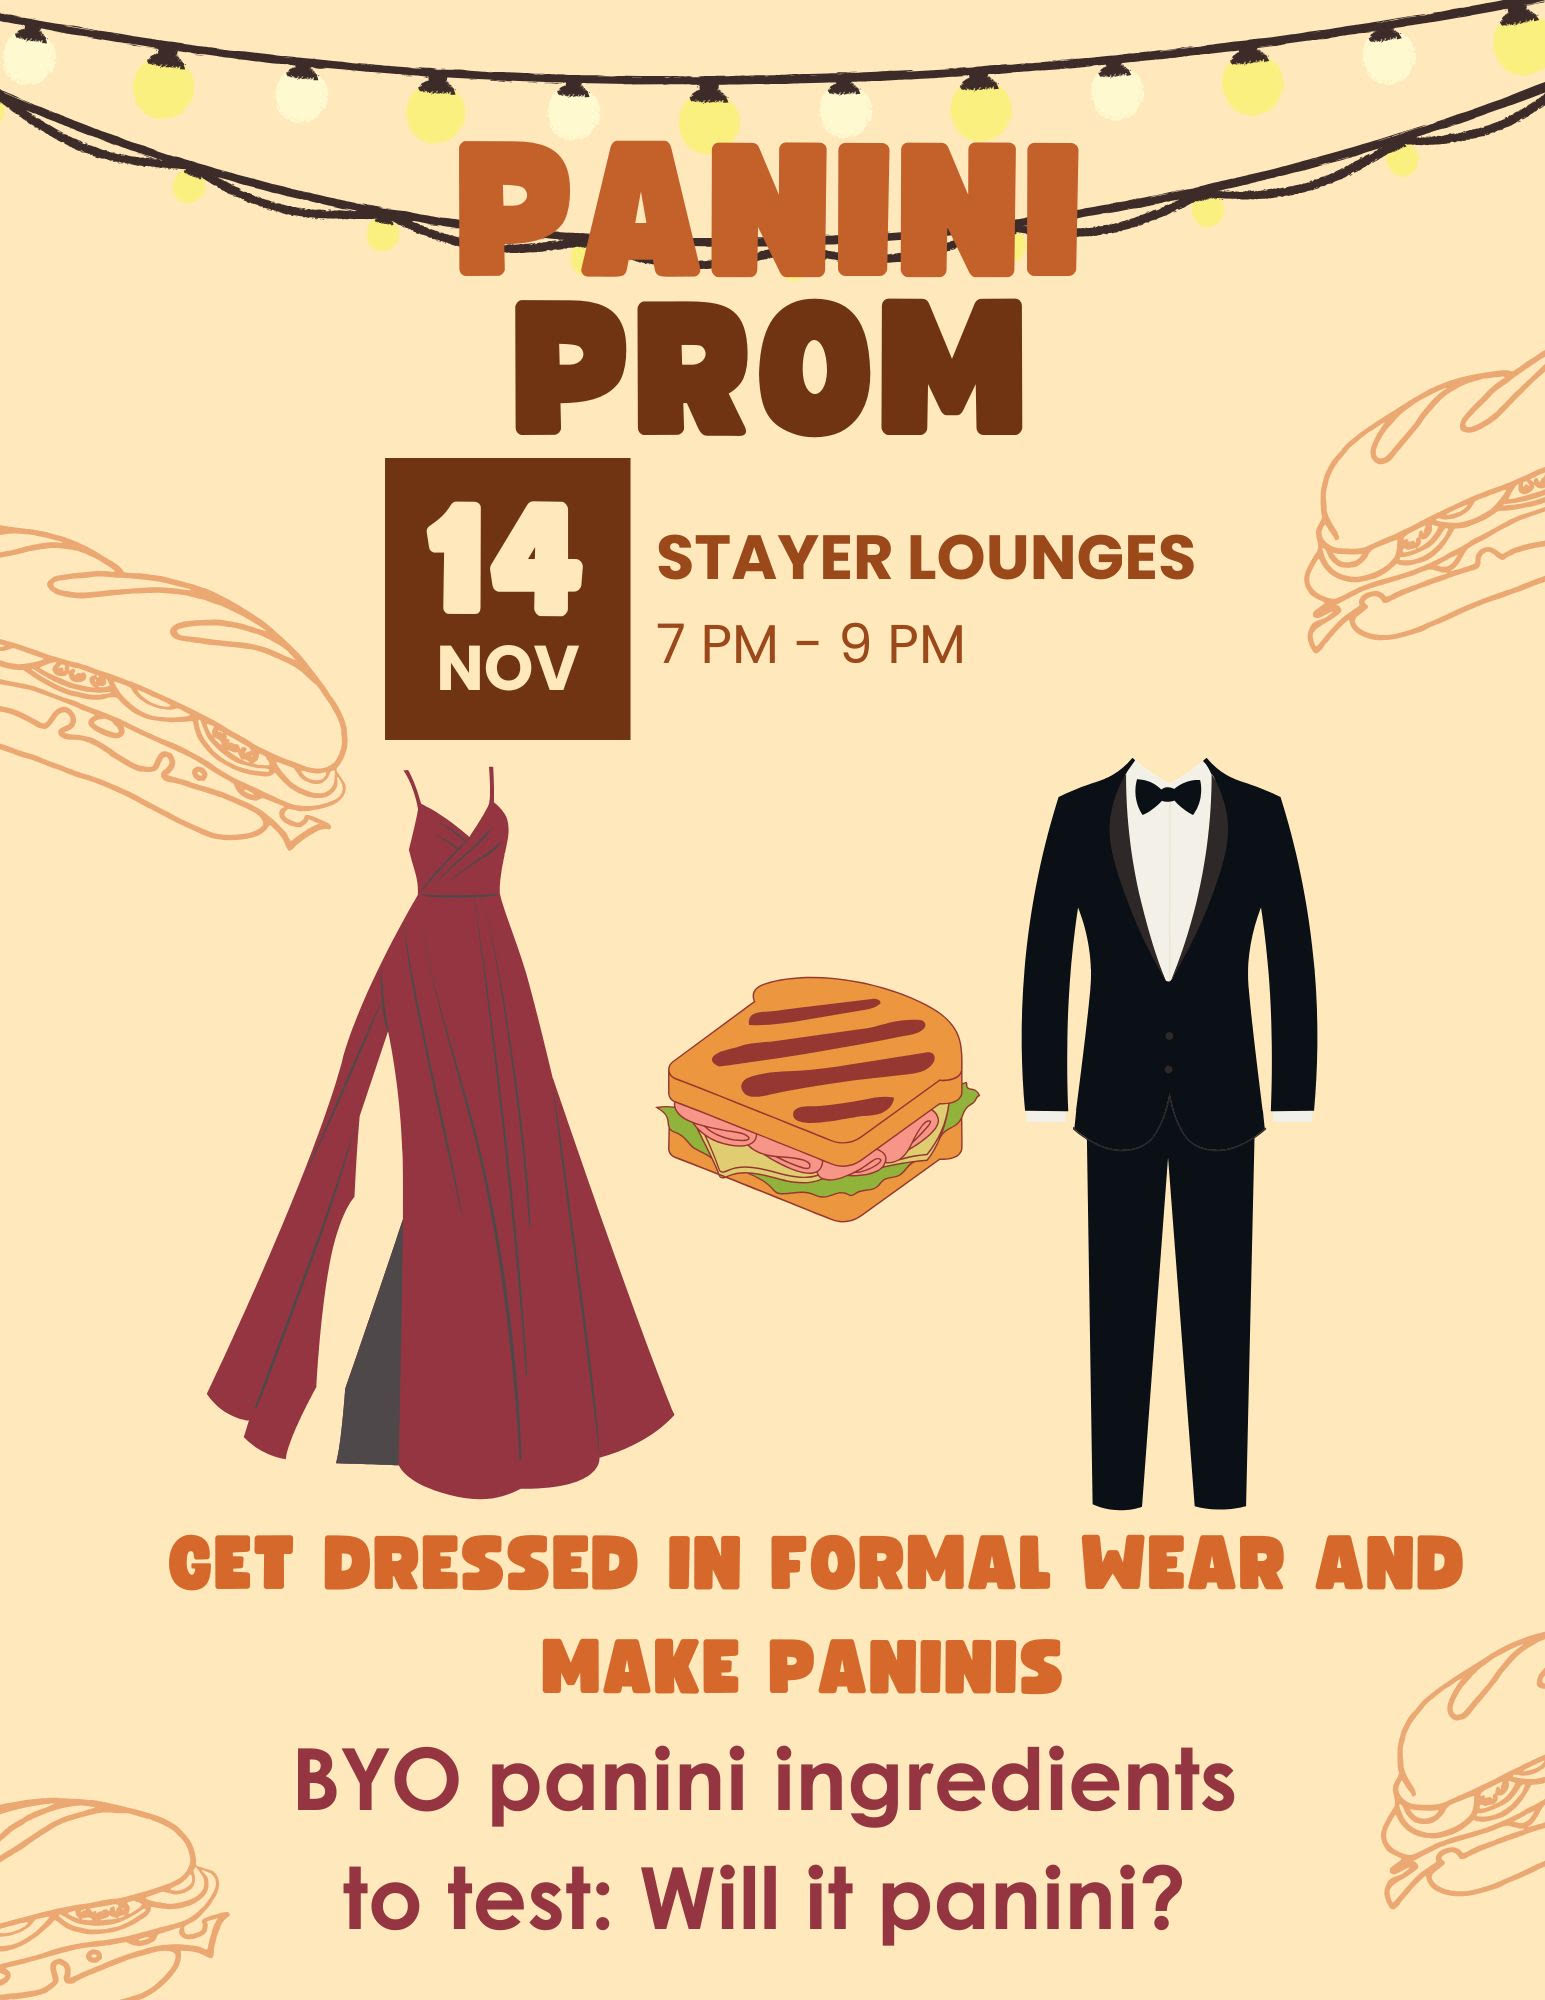 PANINI
PROM
14
NOV
STAYER LOUNGES
7 PM - 9 PM
GET DRESSED IN FORMAL WEAR AND
MAKE PANINIS
BYO panini ingredients
to test: Will it panini?